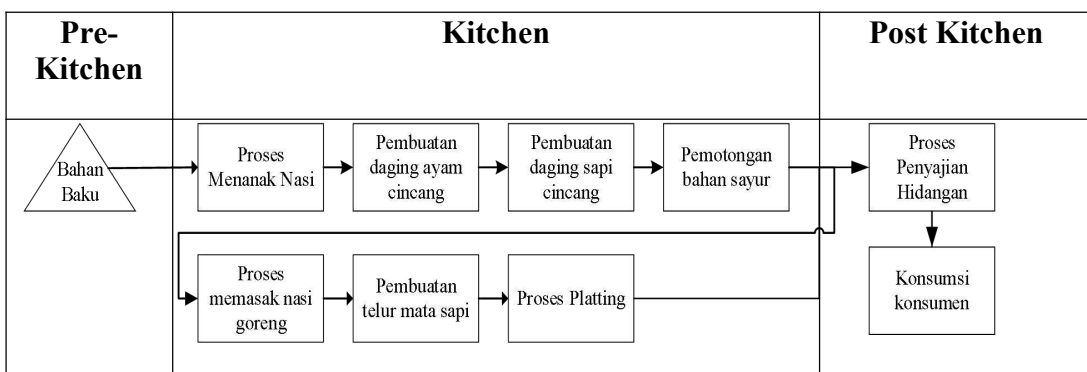 Pre-
Kitchen
Kitchen
Post Kitchen
Bahan
Baku
Proses
Menanak Nasi
Pembuatan
daging ayam
cincang
Pembuatan
daging sapi
cincang
Pemotongan
bahan sayur
Proses
Penyajian
Hidangan
Proses
memasak nasi
goreng
Pembuatan
telur mata sapi
Proses Platting
Konsumsi
konsumen